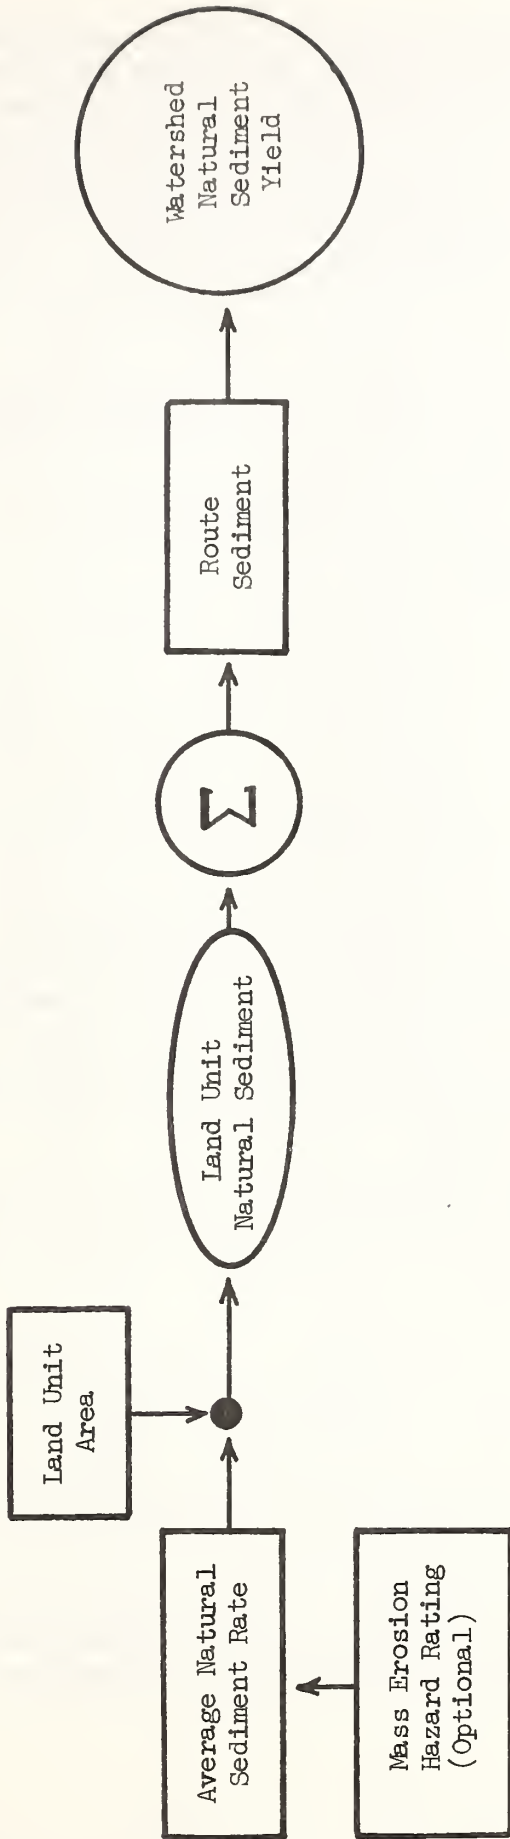 Land Unit
Area
Average Natural
Sediment Rate
Mass Erosion
Hazard Rating
(Optional)
Land Unit
Natural Sediment
Σ
Route
Sediment
Watershed
Natural
Sediment
Yield